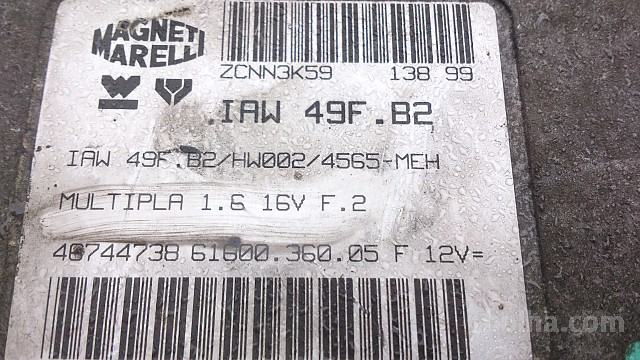 MAGNETI
MARELLI
ZCNN3K59 138 99
.IAW 49F.B2
IAW 49F.B2/HW002/4565-MEH
MULTIPLA 1.6 16V F.2
46744738 61600.360.05 F 12V=